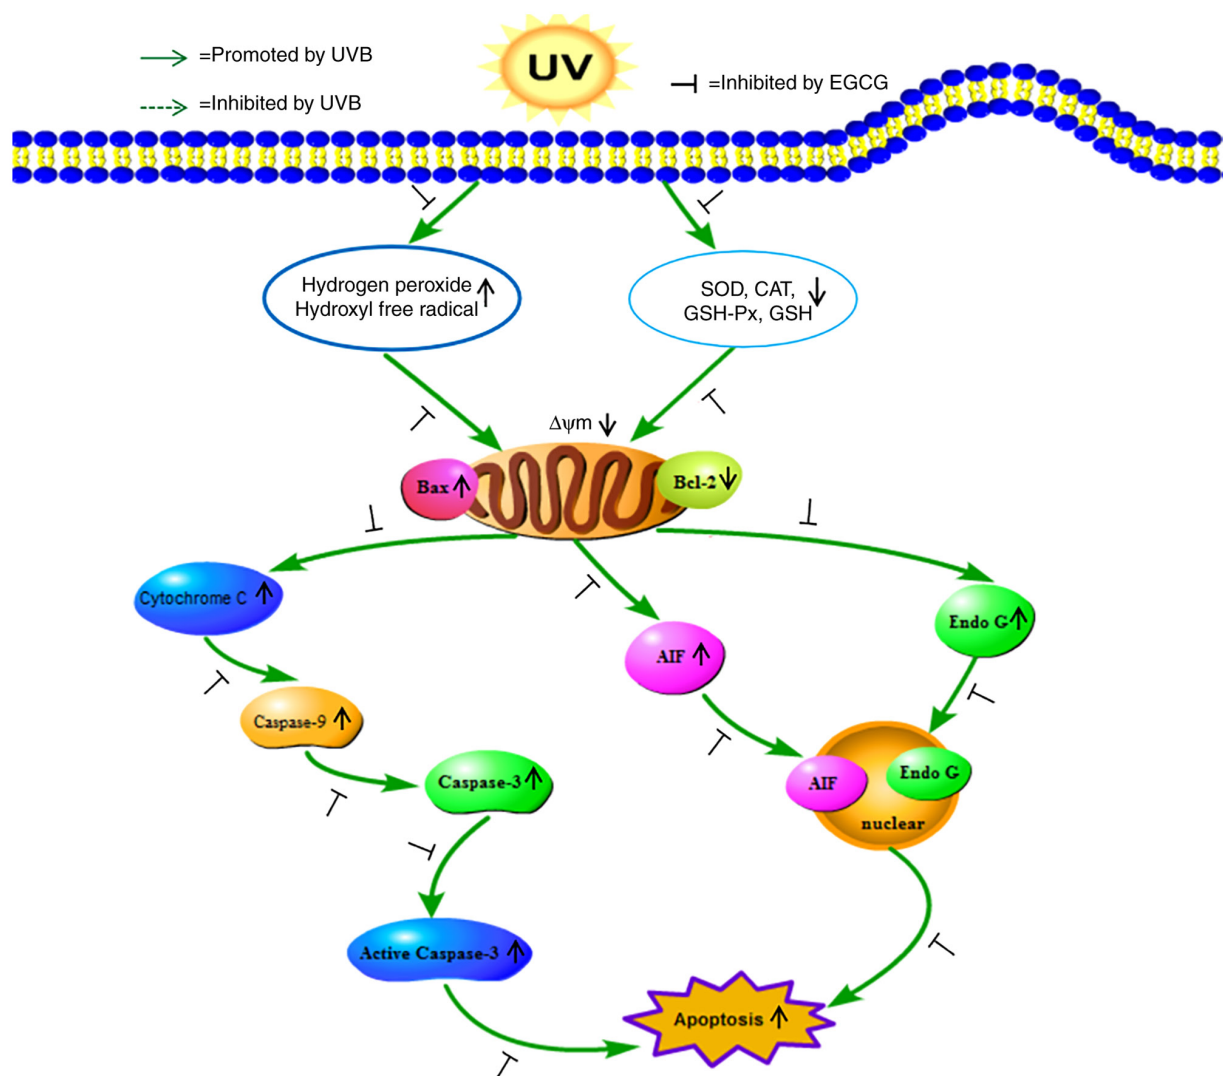 UV
=Promoted by UVB
=Inhibited by UVB
=Inhibited by EGCG
Hydrogen peroxide
Hydroxyl free radical
SOD, CAT,
GSH-Px, GSH
Δψm
Bax
Bcl-2
Cytochrome C
AIF
Endo G
Caspase-9
Caspase-3
AIF
Endo G
nuclear
Active Caspase-3
Apoptosis